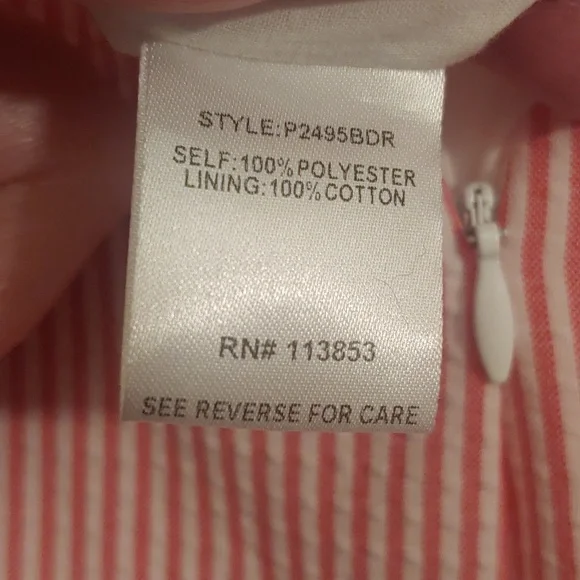 STYLE:P2495BDR
SELF:100%POLYESTER
LINING:100%COTTON
RN# 113853
SEE REVERSE FOR CARE